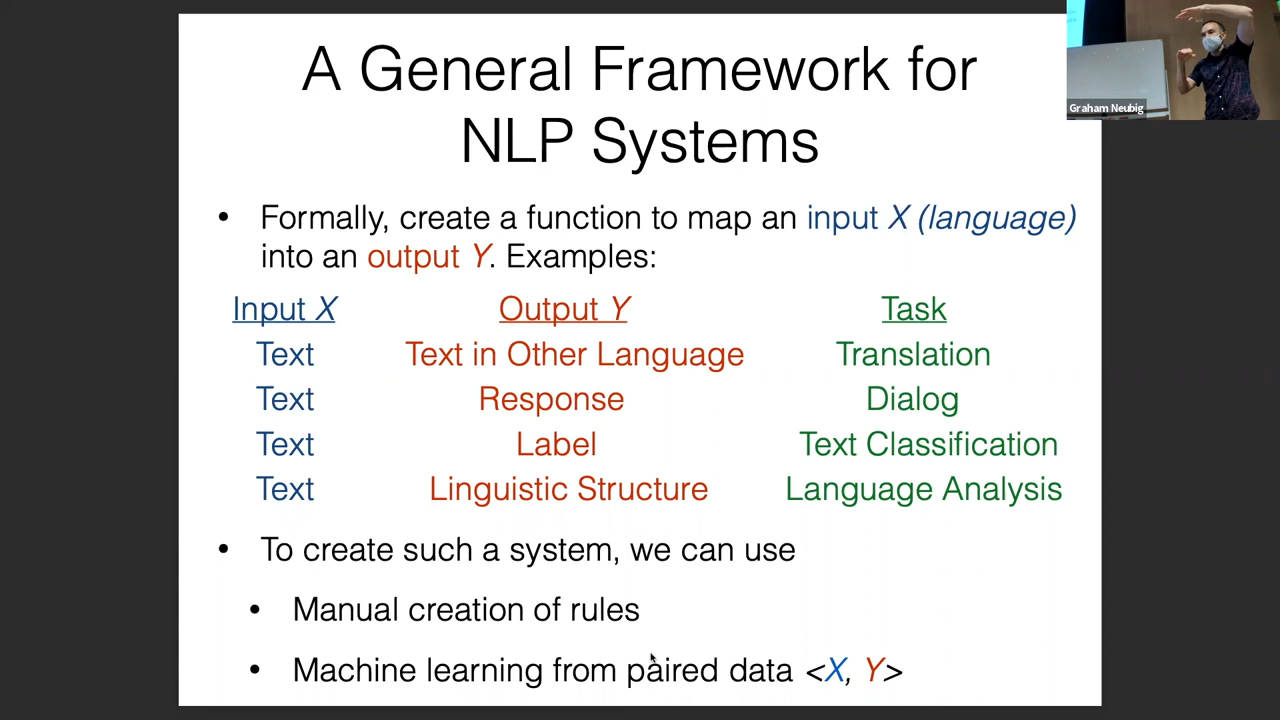 A General Framework for
NLP Systems
Graham Neubig
• Formally, create a function to map an input X (language)
into an output Y. Examples:
Input X Output Y Task
Text Text in Other Language Translation
Text Response Dialog
Text Label Text Classification
Text Linguistic Structure Language Analysis
• To create such a system, we can use
• Manual creation of rules
• Machine learning from paired data <X, Y>